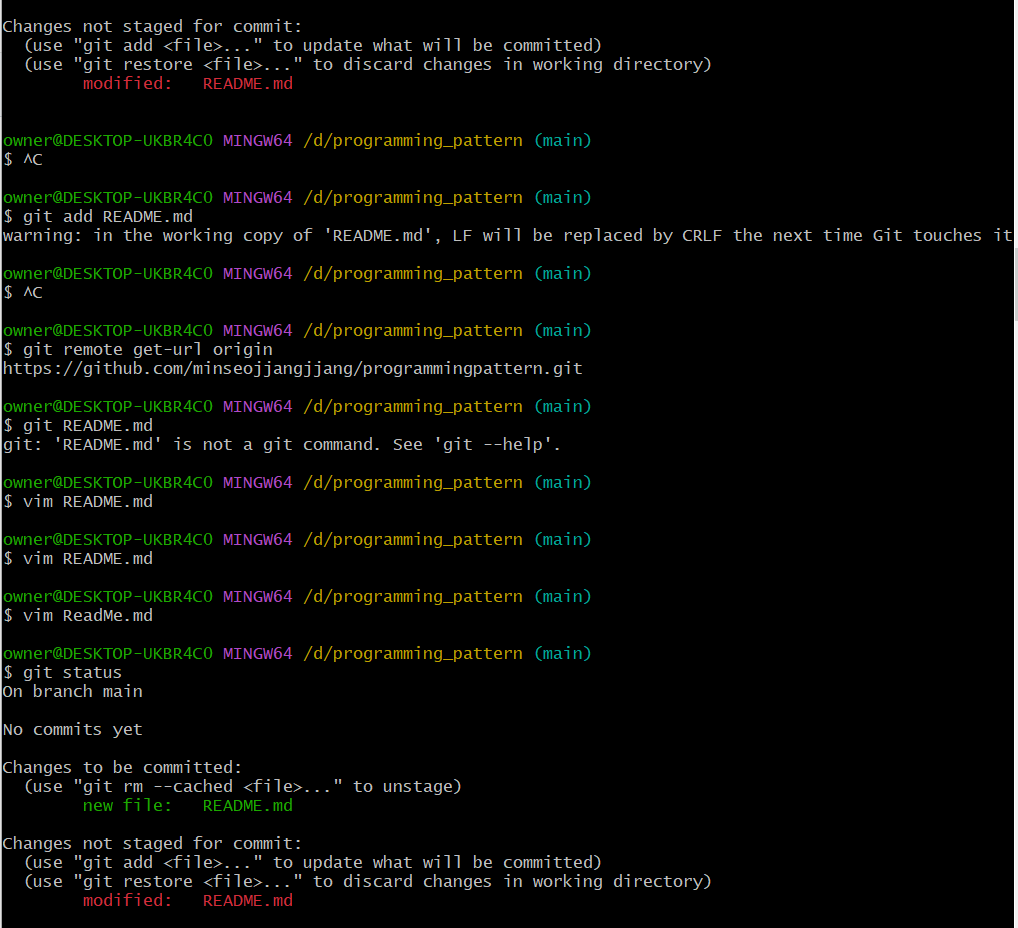 Changes not staged for commit:
  (use "git add <file>..." to update what will be committed)
  (use "git restore <file>..." to discard changes in working directory)
        modified:   README.md

owner@DESKTOP-UKBR4C0 MINGW64 /d/programming_pattern (main)
$ ^C

owner@DESKTOP-UKBR4C0 MINGW64 /d/programming_pattern (main)
$ git add README.md
warning: in the working copy of 'README.md', LF will be replaced by CRLF the next time Git touches it

owner@DESKTOP-UKBR4C0 MINGW64 /d/programming_pattern (main)
$ ^C

owner@DESKTOP-UKBR4C0 MINGW64 /d/programming_pattern (main)
$ git remote get-url origin
https://github.com/minseojjangjjang/programmingpattern.git

owner@DESKTOP-UKBR4C0 MINGW64 /d/programming_pattern (main)
$ git README.md
git: 'README.md' is not a git command. See 'git --help'.

owner@DESKTOP-UKBR4C0 MINGW64 /d/programming_pattern (main)
$ vim README.md

owner@DESKTOP-UKBR4C0 MINGW64 /d/programming_pattern (main)
$ vim README.md

owner@DESKTOP-UKBR4C0 MINGW64 /d/programming_pattern (main)
$ vim ReadMe.md

owner@DESKTOP-UKBR4C0 MINGW64 /d/programming_pattern (main)
$ git status
On branch main

No commits yet

Changes to be committed:
  (use "git rm --cached <file>..." to unstage)
        new file:   README.md

Changes not staged for commit:
  (use "git add <file>..." to update what will be committed)
  (use "git restore <file>..." to discard changes in working directory)
        modified:   README.md